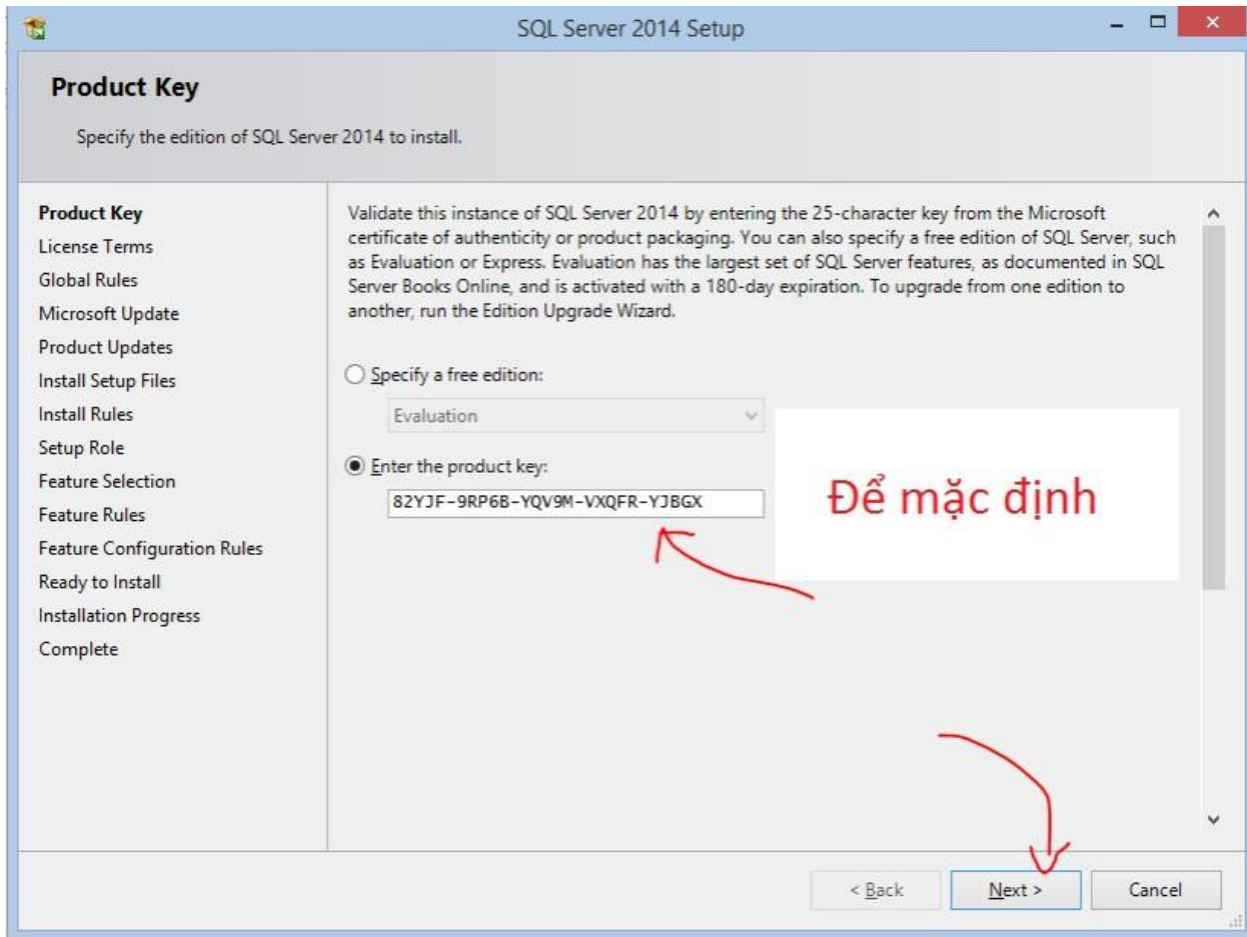 SQL Server 2014 Setup
Product Key
Specify the edition of SQL Server 2014 to install.
Product Key
License Terms
Global Rules
Microsoft Update
Product Updates
Install Setup Files
Install Rules
Setup Role
Feature Selection
Feature Rules
Feature Configuration Rules
Ready to Install
Installation Progress
Complete
Validate this instance of SQL Server 2014 by entering the 25-character key from the Microsoft
certificate of authenticity or product packaging. You can also specify a free edition of SQL Server, such
as Evaluation or Express. Evaluation has the largest set of SQL Server features, as documented in SQL
Server Books Online, and is activated with a 180-day expiration. To upgrade from one edition to
another, run the Edition Upgrade Wizard.
Specify a free edition:
Evaluation
Enter the product key:
82YJF-9RP6B-YQV9M-VXQFR-YJBGX
Để mặc định
< Back
Next >
Cancel